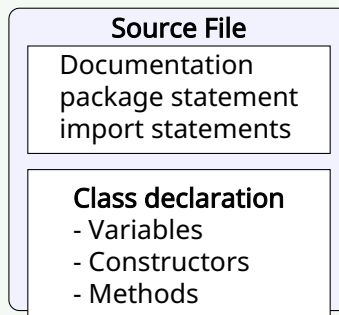 Source File
Documentation
package statement
import statements
Class declaration
- Variables
- Constructors
- Methods